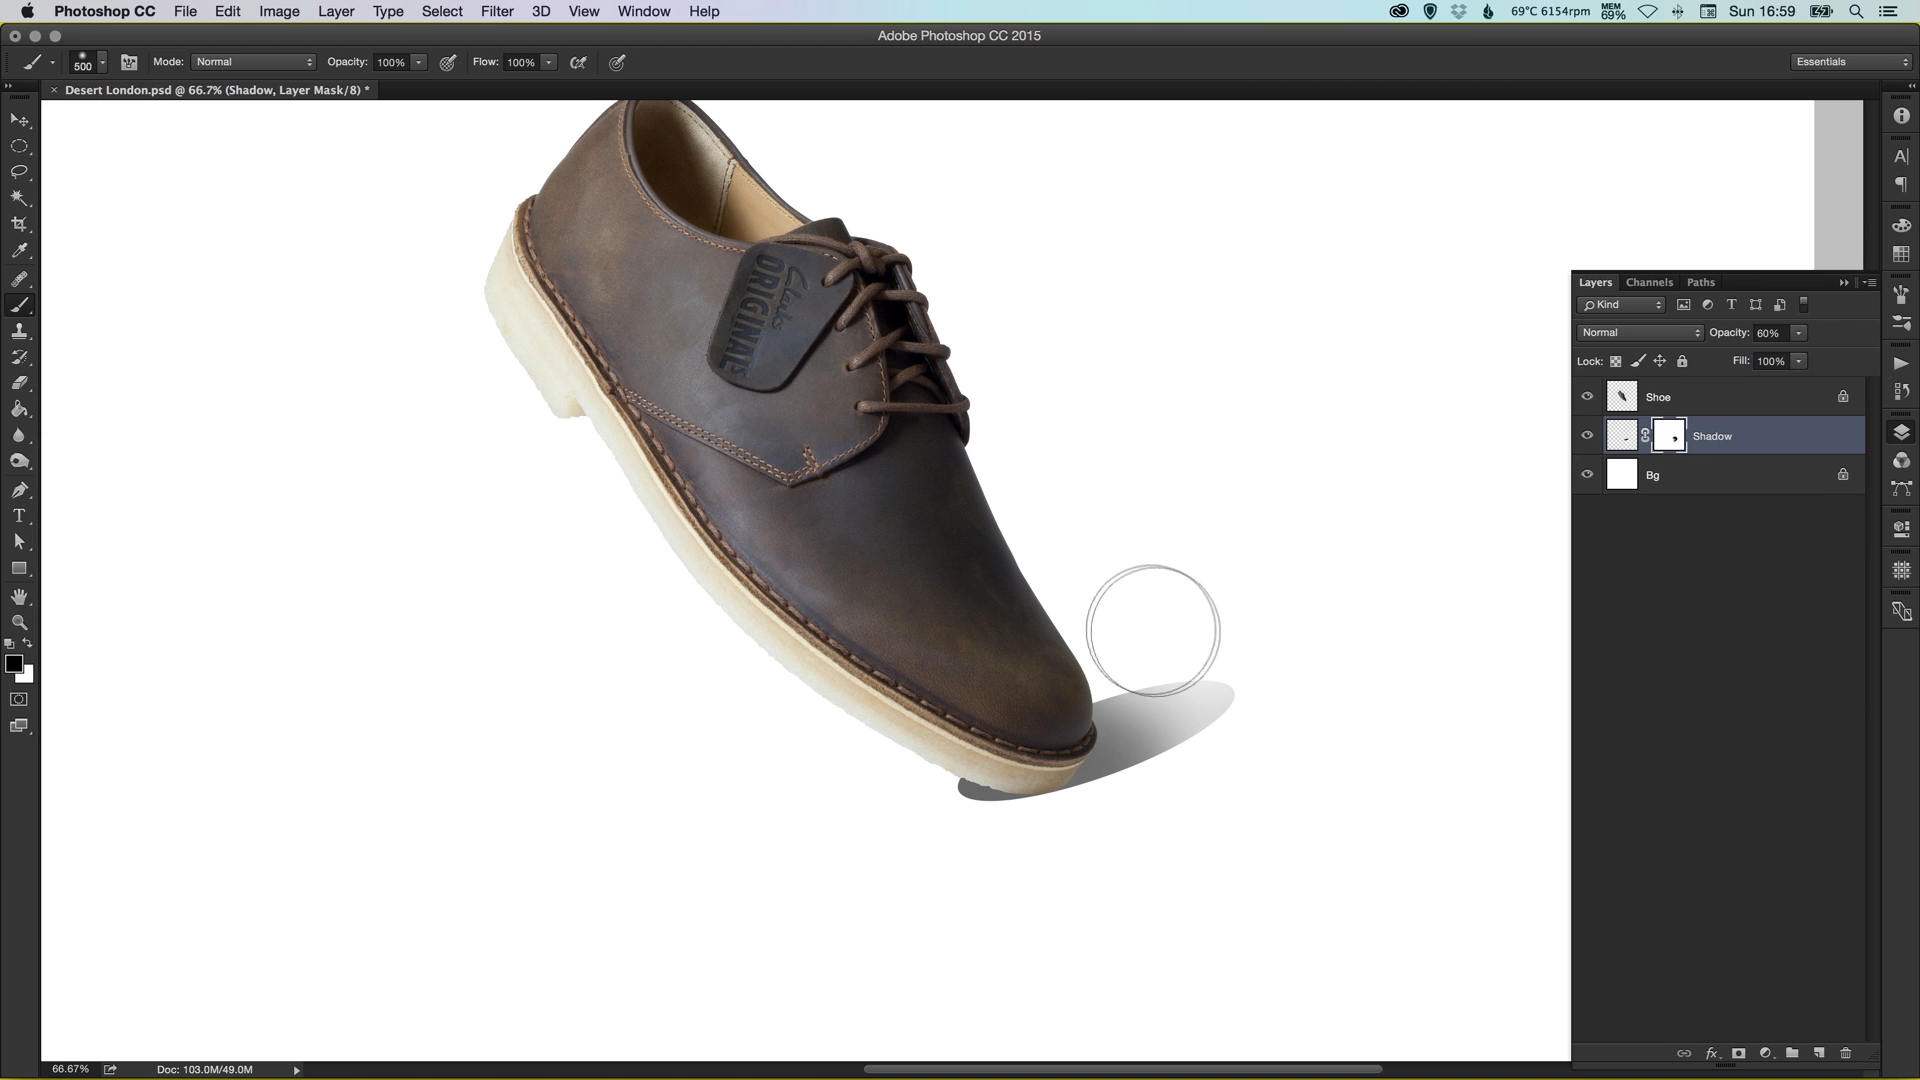 Photoshop CC File Edit Image Layer Type Select Filter 3D View Window Help 69°C 6154rpm MEM 69% Sun 16:59
Adobe Photoshop CC 2015
500 Mode: Normal Opacity: 100% Flow: 100% Essentials
× Desert London.psd @ 66.7% (Shadow, Layer Mask/8) *
Clarks
ORIGINALS
Layers Channels Paths
Kind
Normal Opacity: 60%
Lock: Fill: 100%
Shoe
Shadow
Bg
66.67% Doc: 103.0M/49.0M